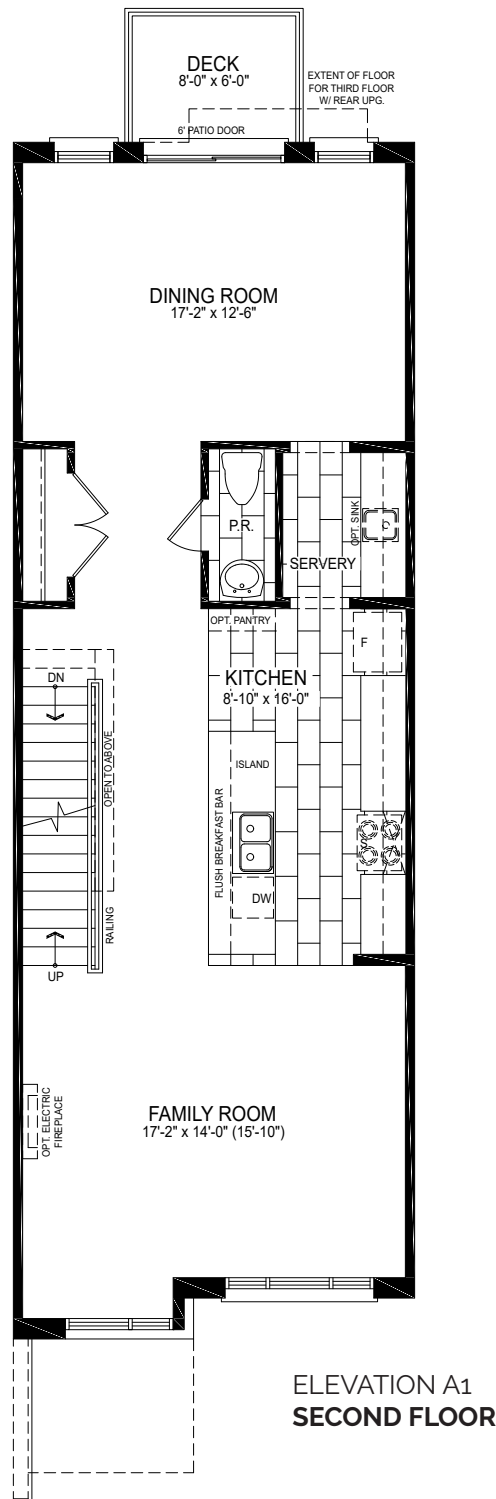 DECK
8'-0" x 6'-0"
EXTENT OF FLOOR
FOR THIRD FLOOR
W/ REAR UPG.
6' PATIO DOOR
DINING ROOM
17'-2" x 12'-6"
P.R.
OPT. SINK
SERVERY
OPT. PANTRY
F
KITCHEN
8'-10" x 16'-0"
DN
OPEN TO ABOVE
ISLAND
FLUSH BREAKFAST BAR
DW
RAILING
UP
OPT. ELECTRIC
FIREPLACE
FAMILY ROOM
17'-2" x 14'-0" (15'-10")
ELEVATION A1
SECOND FLOOR